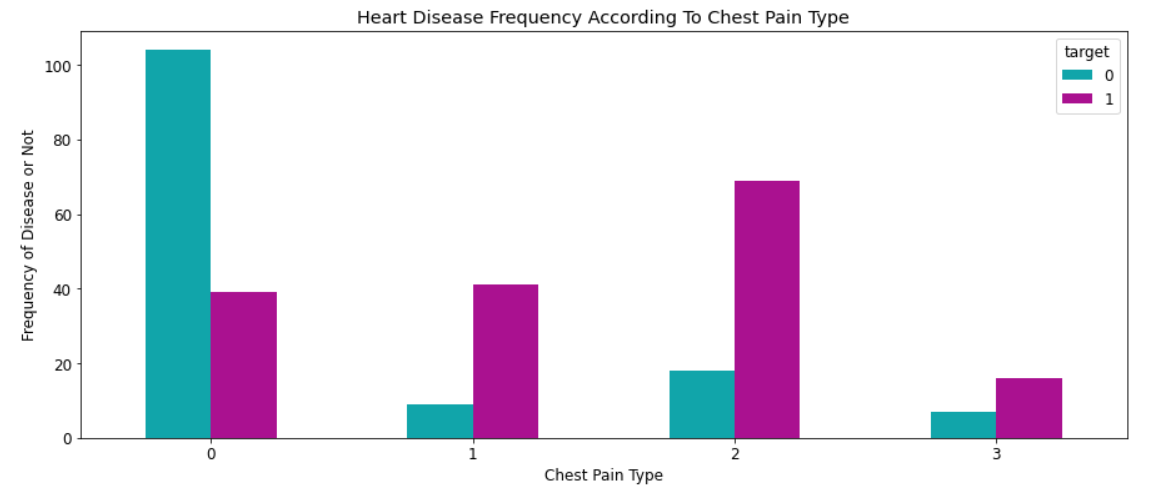 Heart Disease Frequency According To Chest Pain Type
target
0
1
100
80
60
40
20
0
Frequency of Disease or Not
0 1 2 3
Chest Pain Type